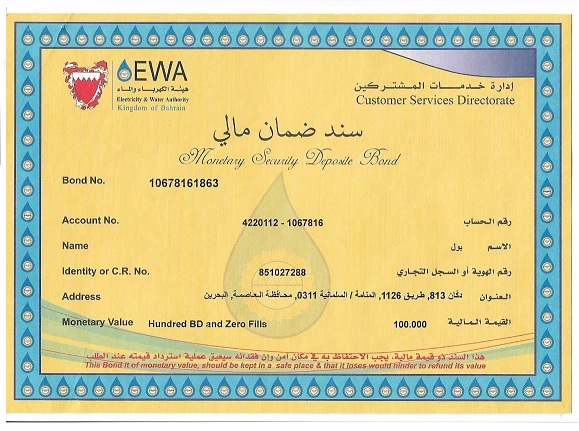 EWA
هيئة الكهرباء والماء
Electricity & Water Authority
Kingdom of Bahrain
إدارة خدمات المشتركين
Customer Services Directorate
سند ضمان مالي
Monetary Security Deposite Bond
Bond No. 10678161863
Account No. 4220112 - 1067816 رقم الحساب
Name يول الاسم
Identity or C.R. No. 851027288 رقم الهوية أو السجل التجاري
Address دكان 813, طريق 1126, المنامة / السلمانية 0311, محافظة العاصمة, البحرين العنوان
Monetary Value Hundred BD and Zero Fills 100.000 القيمة المالية
هذا السند ذو قيمة مالية، يجب الاحتفاظ به في مكان آمن وإن فقدانه سيعيق عملية استرداد قيمته عند الطلب
This Bond It of monetary value, should be kept in a safe place & that it loses would hinder to refund its value